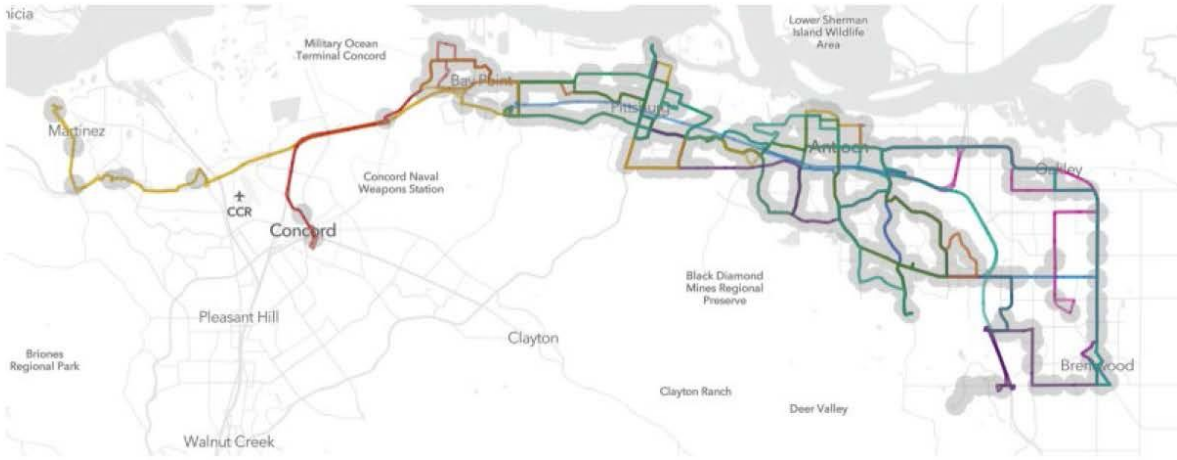 nicia
Lower Sherman
Island Wildlife
Area
Military Ocean
Terminal Concord
Bay Point
Pittsburg
Martinez
Antioch
Oakley
Concord Naval
Weapons Station
CCR
Concord
Black Diamond
Mines Regional
Preserve
Pleasant Hill
Clayton
Briones
Regional Park
Brentwood
Clayton Ranch
Deer Valley
Walnut Creek